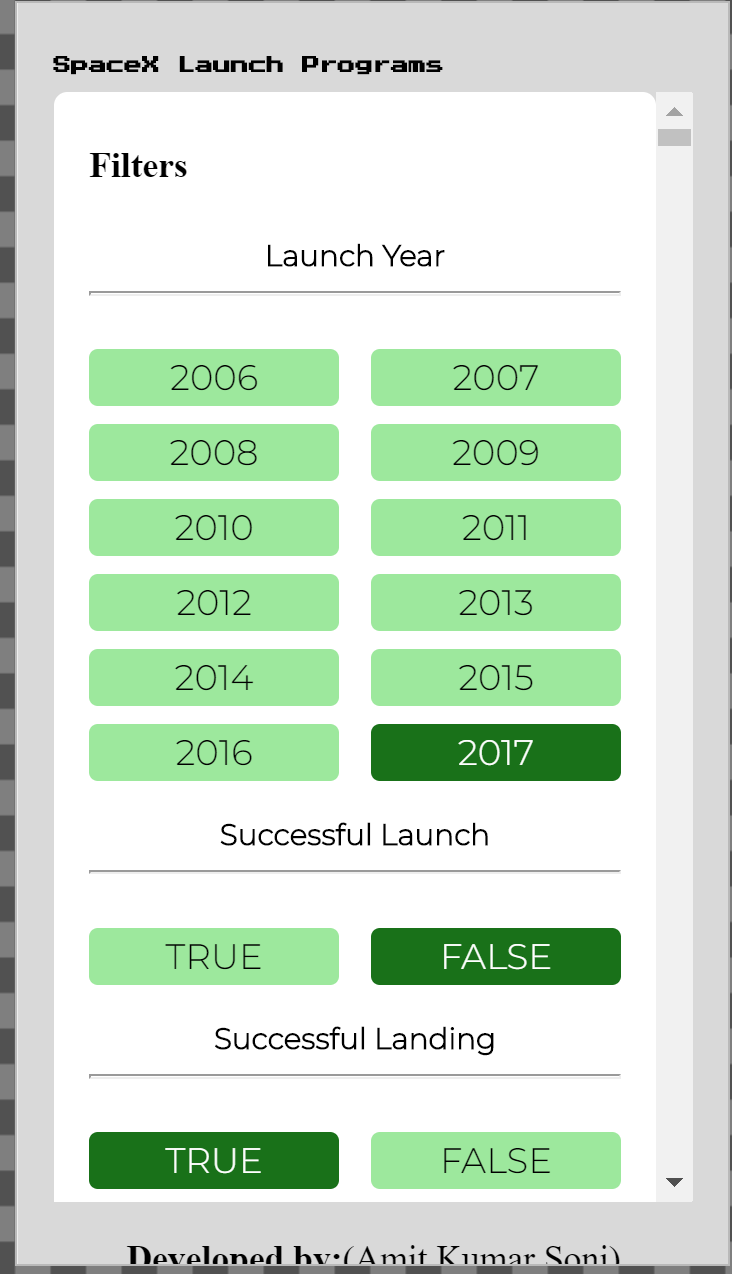 SpaceX Launch Programs
Filters
Launch Year
2006 2007
2008 2009
2010 2011
2012 2013
2014 2015
2016 2017
Successful Launch
TRUE FALSE
Successful Landing
TRUE FALSE
Developed by:(Amit Kumar Soni)